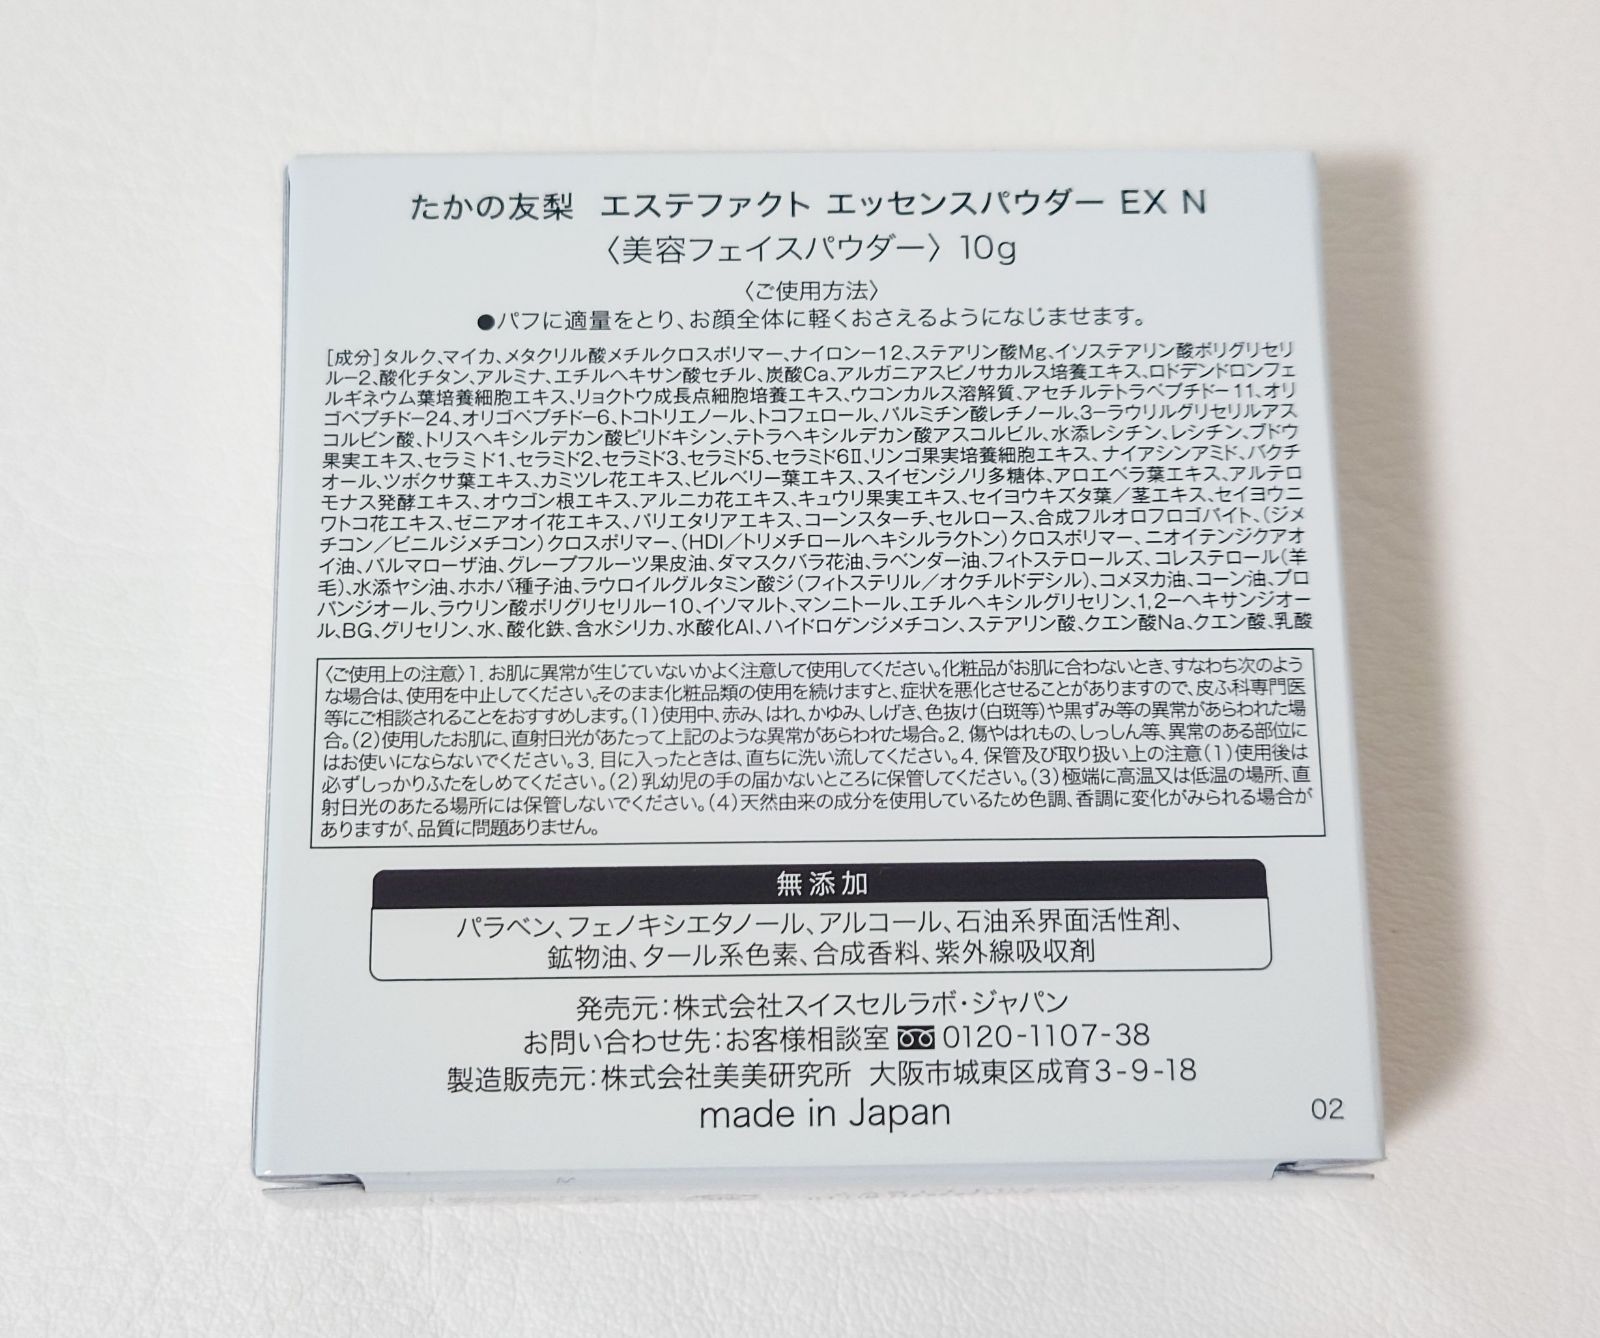 たかの友梨 エステファクト エッセンスパウダー EX N
〈美容フェイスパウダー〉10g
〈ご使用方法〉
●パフに適量をとり、お顔全体に軽くおさえるようになじませます。
[成分]タルク、マイカ、メタクリル酸メチルクロスポリマー、ナイロン－12、ステアリン酸Mg、イソステアリン酸ポリグリセリ
ル－2、酸化チタン、アルミナ、エチルヘキサン酸セチル、炭酸Ca、アルガニアスピノサカルス培養エキス、ロドデンドロンフェ
ルギネウム葉培養細胞エキス、リョクトウ成長点細胞培養エキス、ウコンカルス溶解質、アセチルテトラペプチド－11、オリ
ゴペプチド－24、オリゴペプチド－6、トコトリエノール、トコフェロール、パルミチン酸レチノール、3－ラウリルグリセリルアス
コルビン酸、トリスヘキシルデカン酸ピリドキシン、テトラヘキシルデカン酸アスコルビル、水添レシチン、レシチン、ブドウ
果実エキス、セラミド1、セラミド2、セラミド3、セラミド5、セラミド6Ⅱ、リンゴ果実培養細胞エキス、ナイアシンアミド、バクチ
オール、ツボクサ葉エキス、カミツレ花エキス、ビルベリー葉エキス、スイゼンジノリ多糖体、アロエベラ葉エキス、アルテロ
モナス発酵エキス、オウゴン根エキス、アルニカ花エキス、キュウリ果実エキス、セイヨウキズタ葉／茎エキス、セイヨウニ
ワトコ花エキス、ゼニアオイ花エキス、パリエタリアエキス、コーンスターチ、セルロース、合成フルオロフロゴパイト、（ジメ
チコン／ビニルジメチコン）クロスポリマー、（HDI／トリメチロールヘキシルラクトン）クロスポリマー、ニオイテンジクアオ
イ油、パルマローザ油、グレープフルーツ果皮油、ダマスクバラ花油、ラベンダー油、フィトステロールズ、コレステロール（羊
毛）、水添ヤシ油、ホホバ種子油、ラウロイルグルタミン酸ジ（フィトステリル／オクチルドデシル）、コメヌカ油、コーン油、プロ
パンジオール、ラウリン酸ポリグリセリル－10、イソマルト、マンニトール、エチルヘキシルグリセリン、1,2－ヘキサンジオー
ル、BG、グリセリン、水、酸化鉄、含水シリカ、水酸化Al、ハイドロゲンジメチコン、ステアリン酸、クエン酸Na、クエン酸、乳酸
〈ご使用上の注意〉1. お肌に異常が生じていないかよく注意して使用してください。化粧品がお肌に合わないとき、すなわち次のよう
な場合は、使用を中止してください。そのまま化粧品類の使用を続けますと、症状を悪化させることがありますので、皮ふ科専門医
等にご相談されることをおすすめします。(1)使用中、赤み、はれ、かゆみ、しげき、色抜け(白斑等)や黒ずみ等の異常があらわれた場
合。(2)使用したお肌に、直射日光があたって上記のような異常があらわれた場合。2. 傷やはれもの、しっしん等、異常のある部位に
はお使いにならないでください。3. 目に入ったときは、直ちに洗い流してください。4. 保管及び取り扱い上の注意(1)使用後は
必ずしっかりふたをしめてください。(2)乳幼児の手の届かないところに保管してください。(3)極端に高温又は低温の場所、直
射日光のあたる場所には保管しないでください。(4)天然由来の成分を使用しているため色調、香調に変化がみられる場合が
ありますが、品質に問題ありません。
無添加
パラベン、フェノキシエタノール、アルコール、石油系界面活性剤、
鉱物油、タール系色素、合成香料、紫外線吸収剤
発売元：株式会社スイスセルラボ・ジャパン
お問い合わせ先：お客様相談室 0120-1107-38
製造販売元：株式会社美美研究所 大阪市城東区成育3-9-18
made in Japan
02